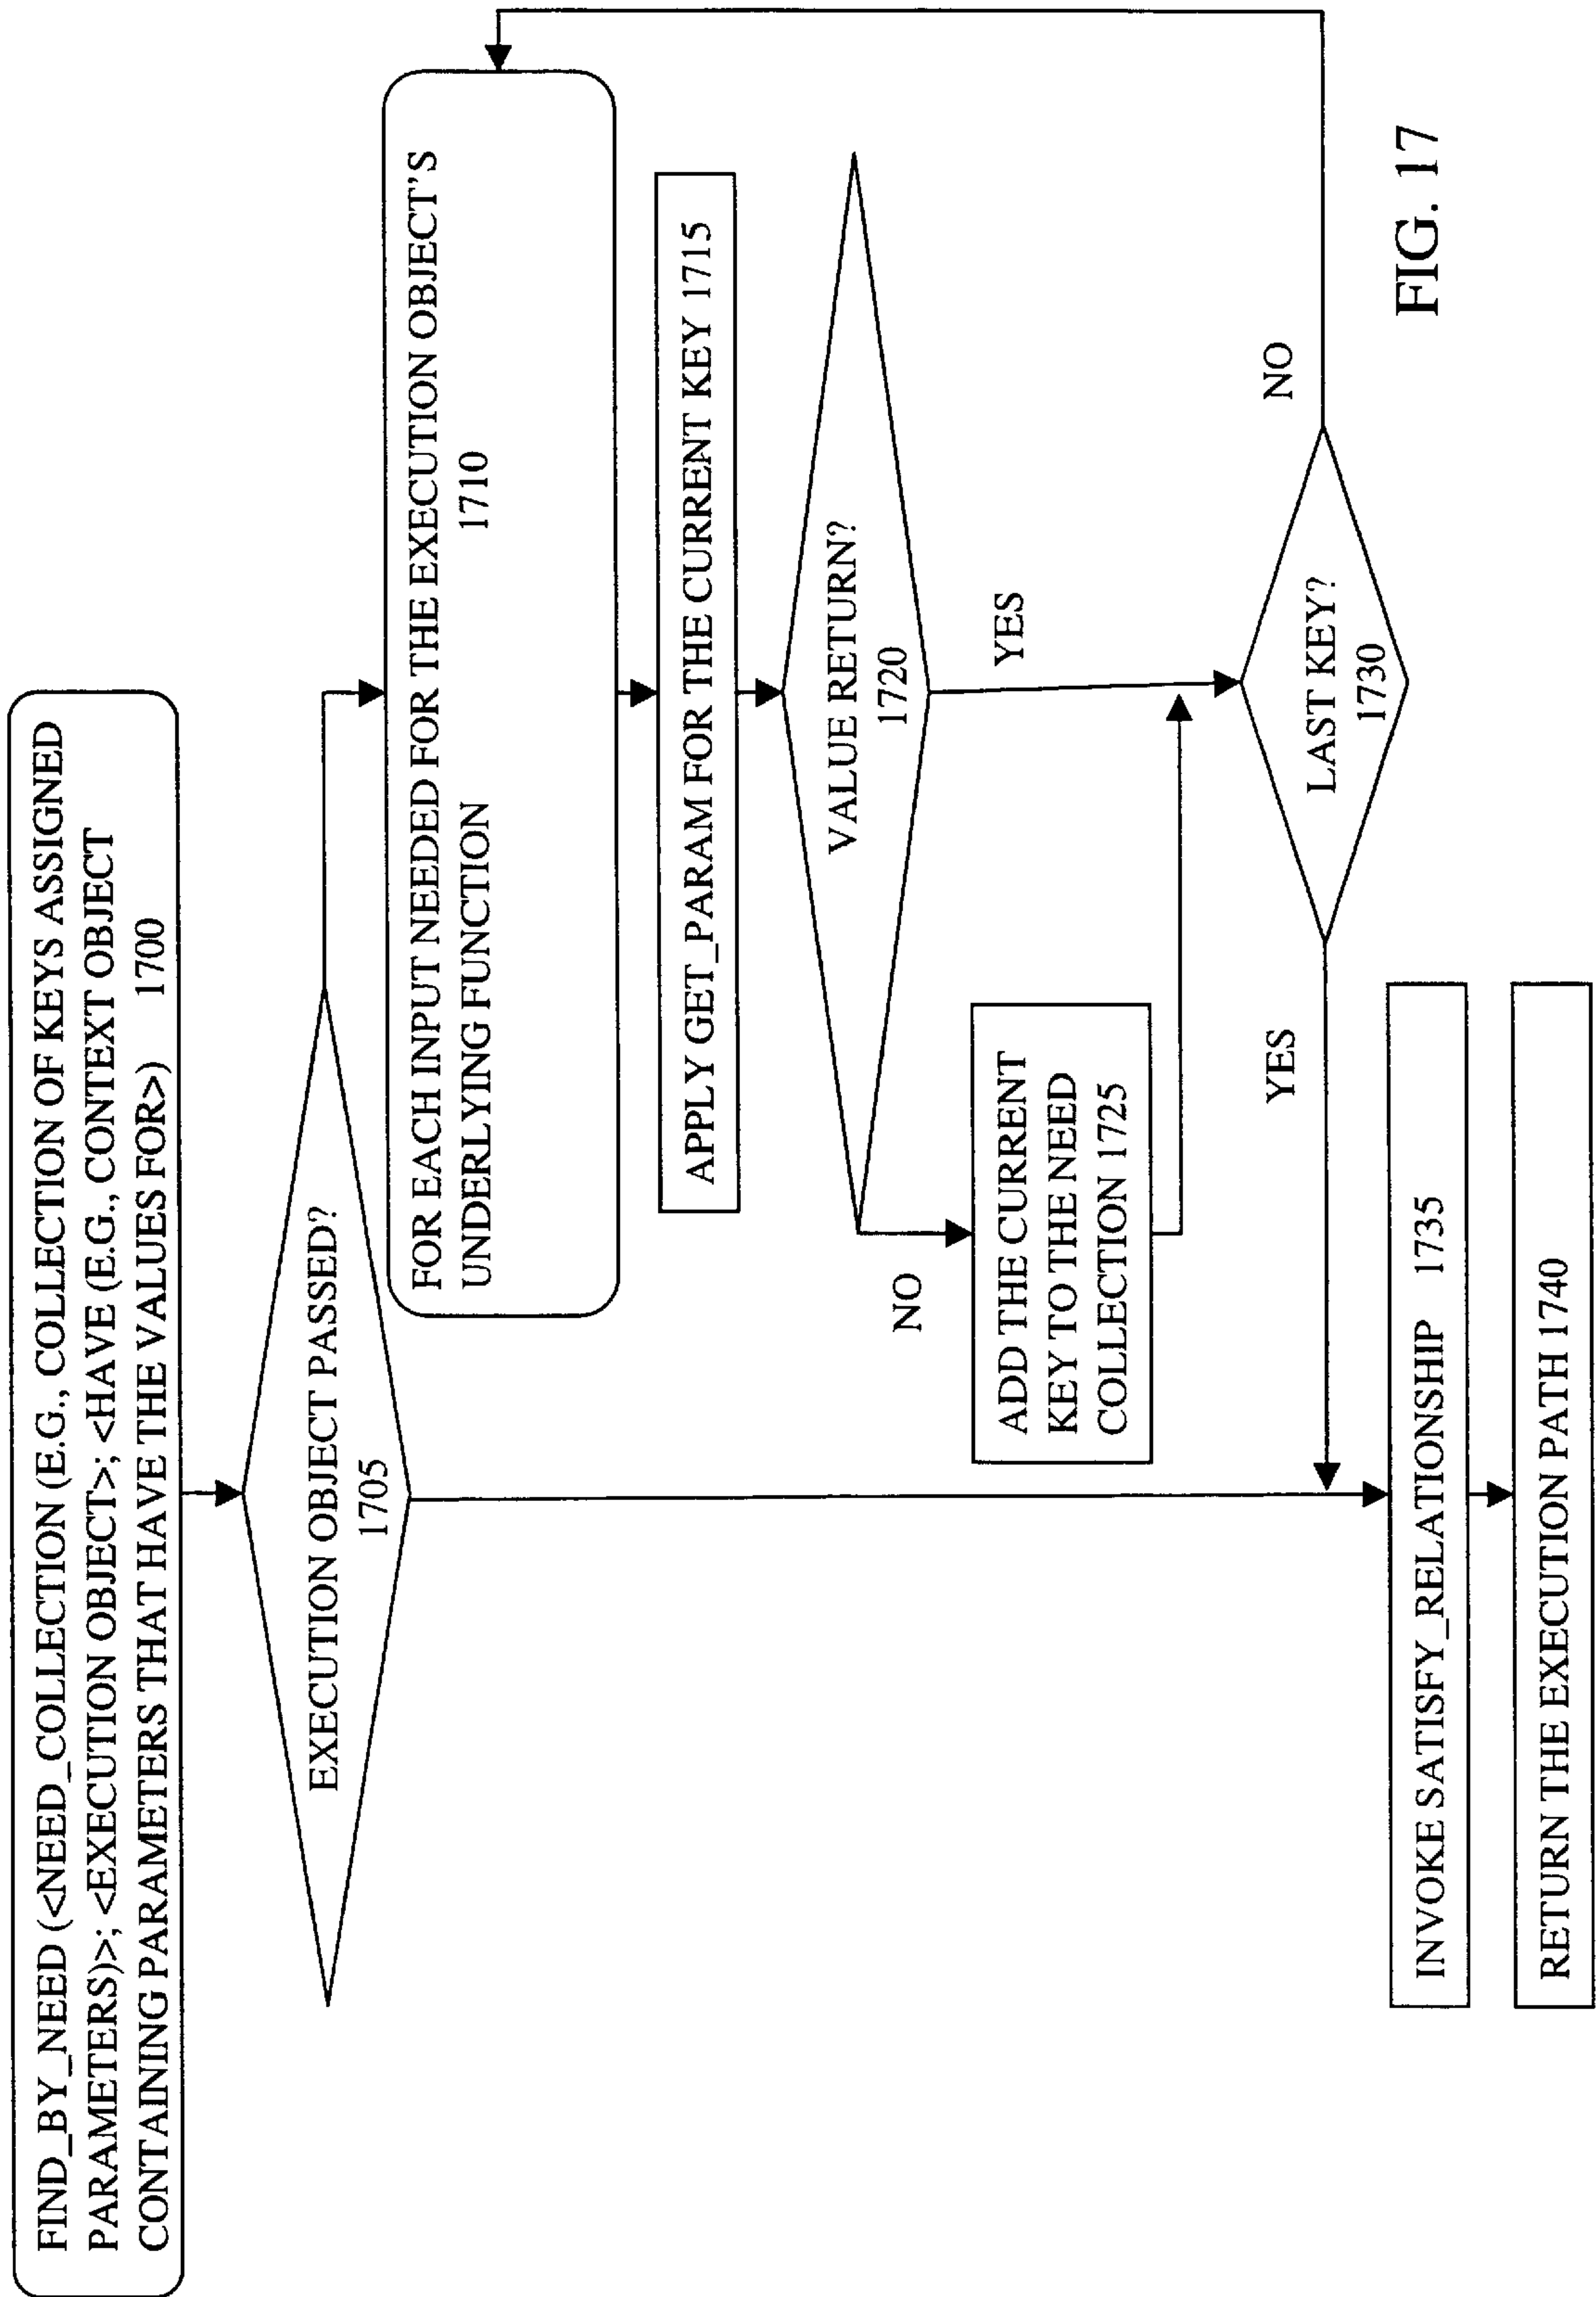 FIND_BY_NEED (<NEED_COLLECTION (E.G., COLLECTION OF KEYS ASSIGNED
PARAMETERS)>; <EXECUTION OBJECT>; <HAVE (E.G., CONTEXT OBJECT
CONTAINING PARAMETERS THAT HAVE THE VALUES FOR>) 1700
EXECUTION OBJECT PASSED?
1705
FOR EACH INPUT NEEDED FOR THE EXECUTION OBJECT'S
UNDERLYING FUNCTION 1710
APPLY GET_PARAM FOR THE CURRENT KEY 1715
VALUE RETURN?
1720
NO
YES
ADD THE CURRENT
KEY TO THE NEED
COLLECTION 1725
LAST KEY?
1730
YES
NO
INVOKE SATISFY_RELATIONSHIP 1735
RETURN THE EXECUTION PATH 1740
FIG. 17